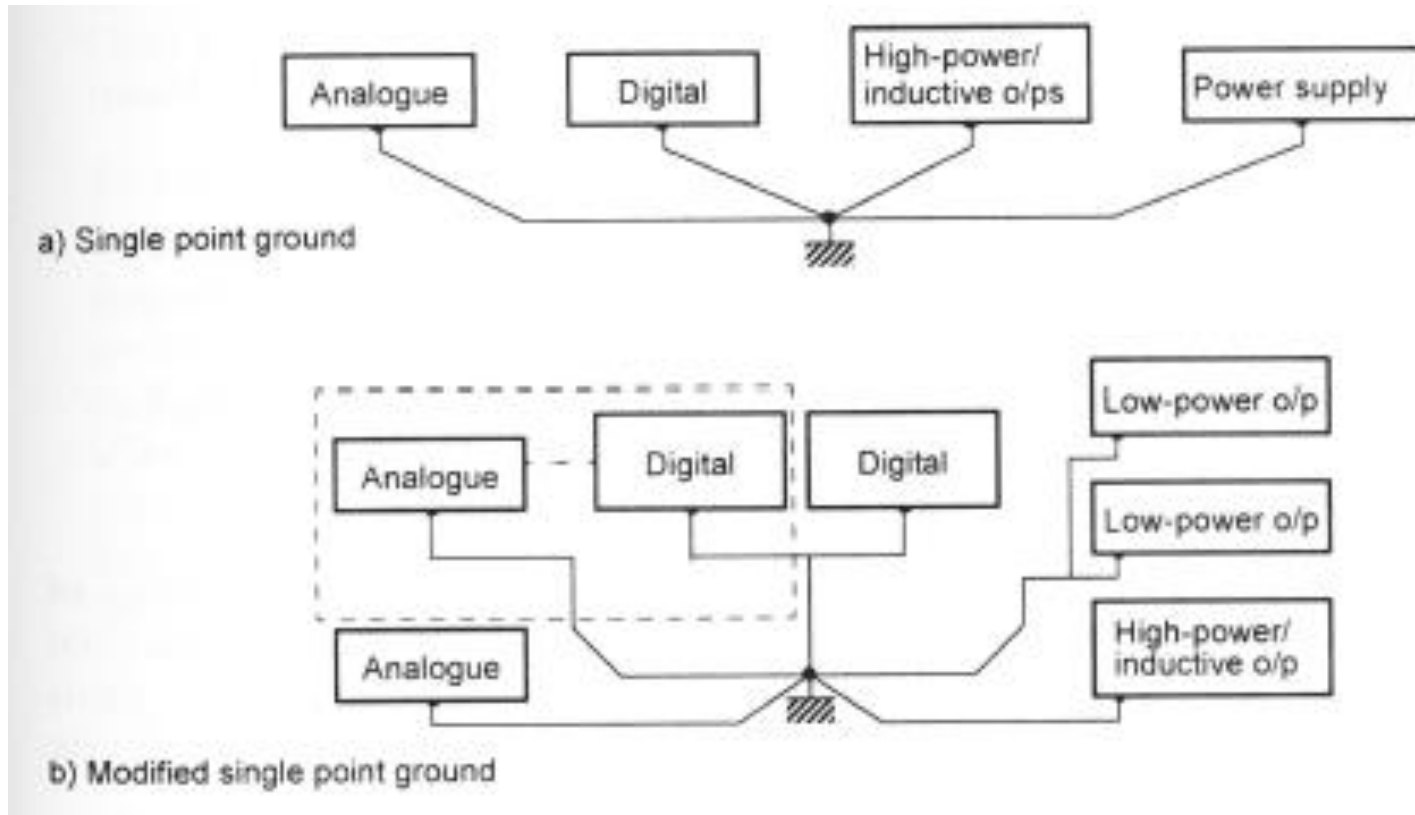 Analogue
Digital
High-power/
inductive o/ps
Power supply
a) Single point ground
Low-power o/p
Analogue
Digital
Digital
Low-power o/p
Analogue
High-power/
inductive o/p
b) Modified single point ground